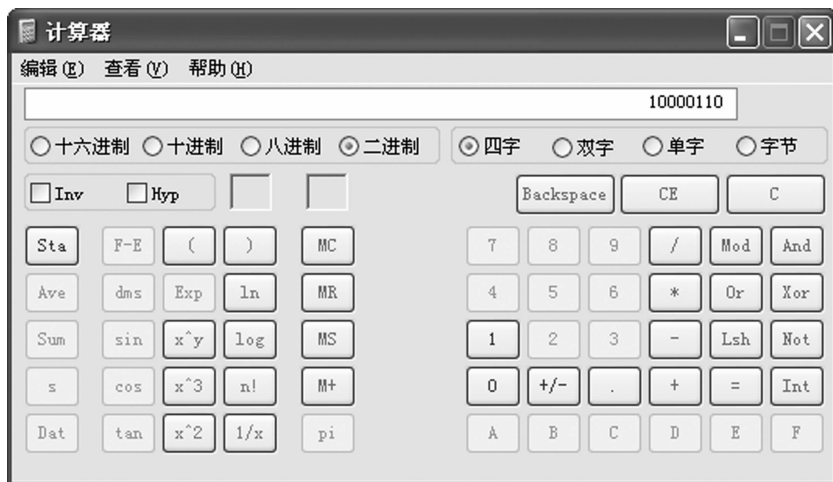 计算器
编辑(E) 查看(V) 帮助(H)
10000110
十六进制 十进制 八进制 二进制 四字 双字 单字 字节
Inv Hyp Backspace CE C
Sta F-E ( ) MC 7 8 9 / Mod And
Ave dms Exp ln MR 4 5 6 * Or Xor
Sum sin x^y log MS 1 2 3 - Lsh Not
s cos x^3 n! M+ 0 +/- . + = Int
Dat tan x^2 1/x pi A B C D E F